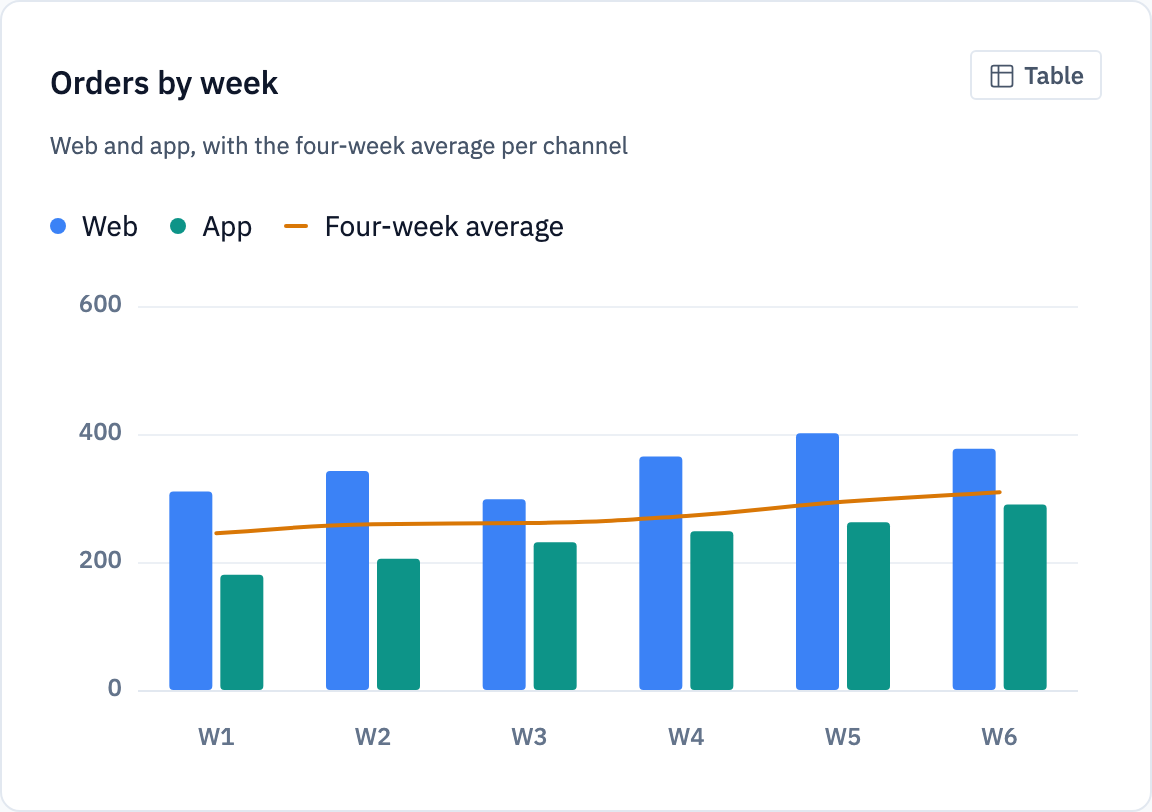 Orders by week
Table
Web and app, with the four-week average per channel
Web App Four-week average
600
400
200
0
W1 W2 W3 W4 W5 W6